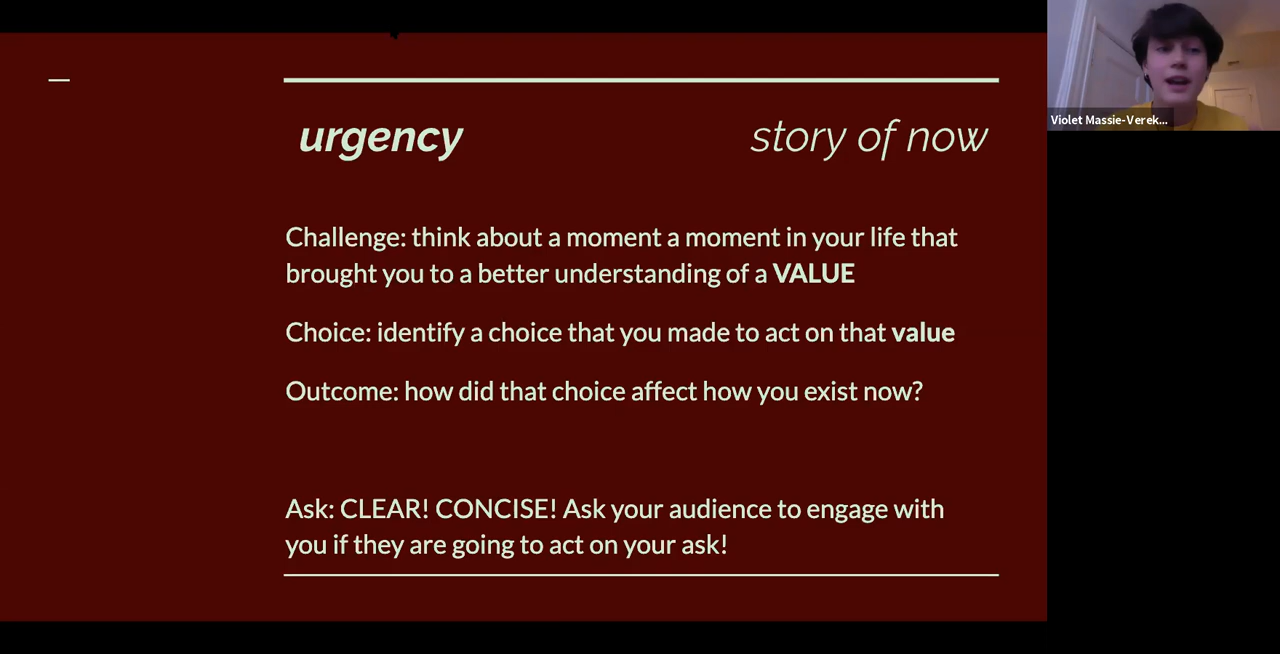 urgency
story of now
Challenge: think about a moment a moment in your life that
brought you to a better understanding of a VALUE
Choice: identify a choice that you made to act on that value
Outcome: how did that choice affect how you exist now?
Ask: CLEAR! CONCISE! Ask your audience to engage with
you if they are going to act on your ask!
Violet Massie-Verek...